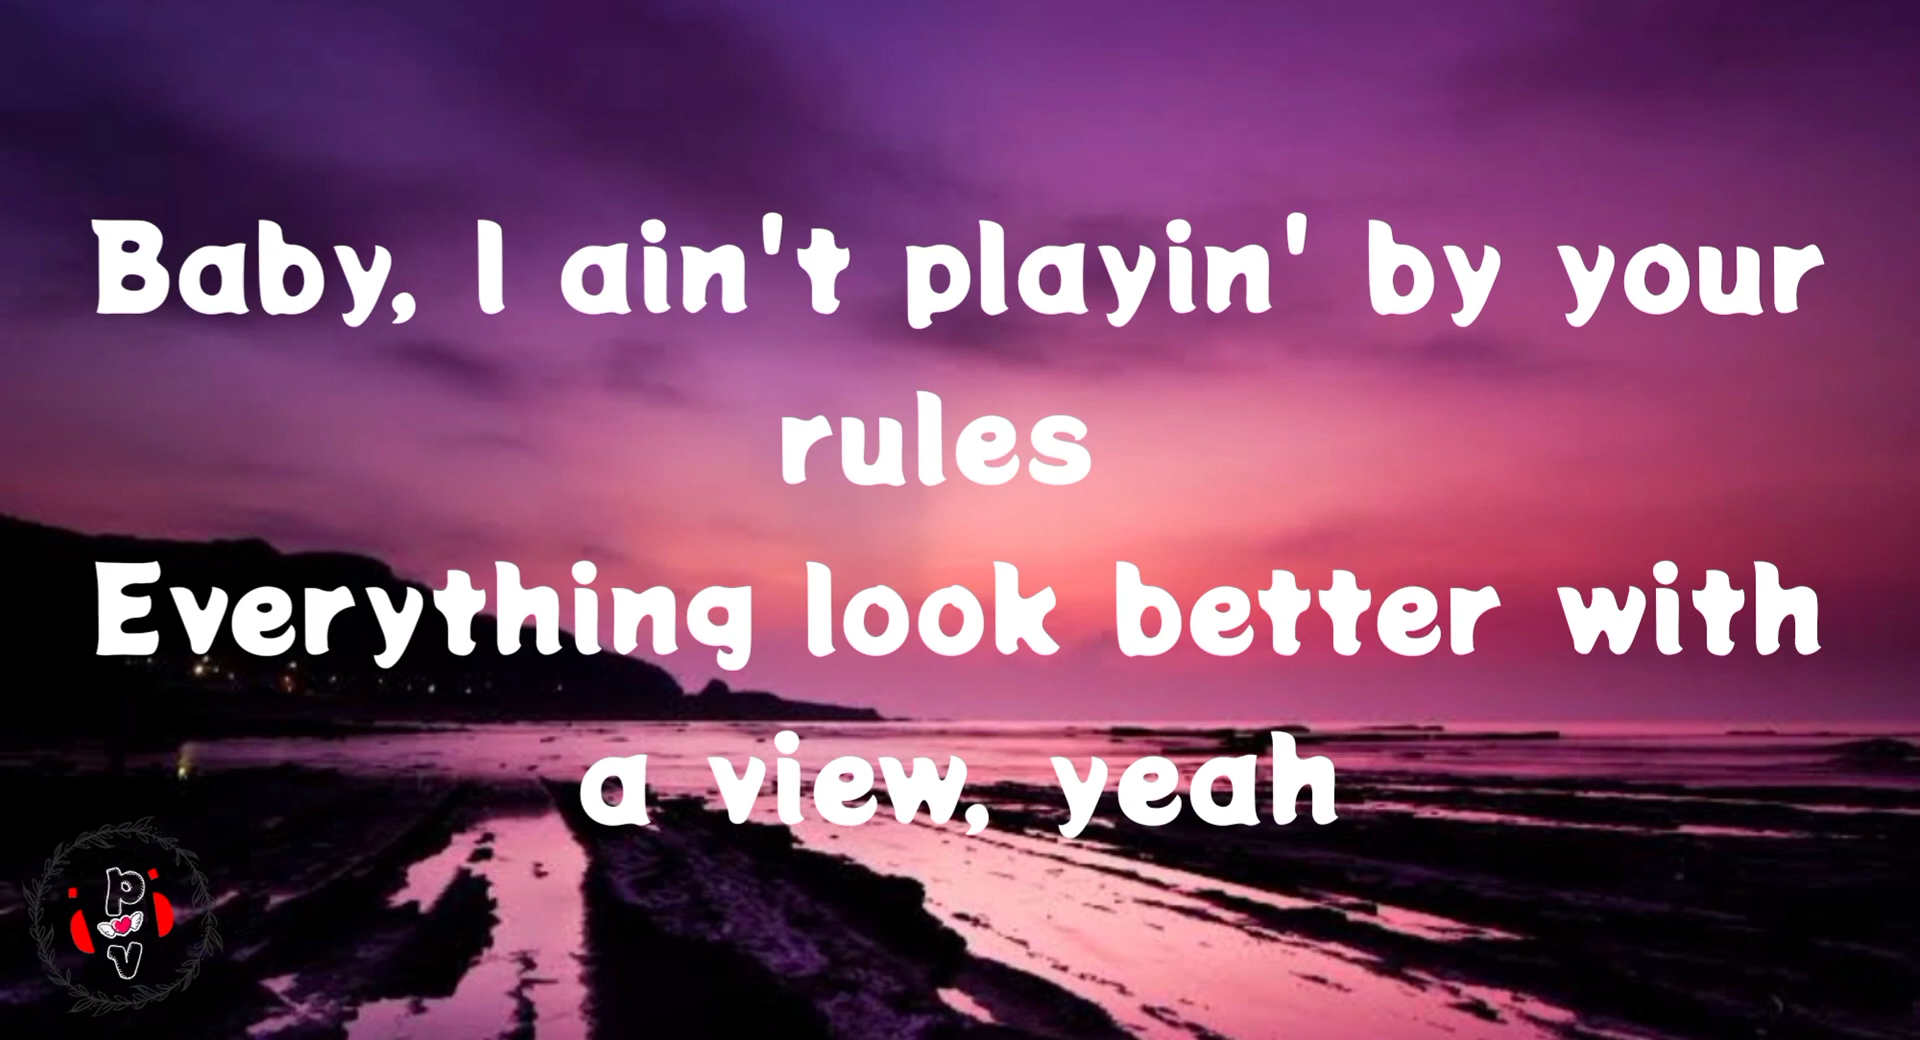 Baby, I ain't playin' by your
rules
Everything look better with
a view, yeah
p
v